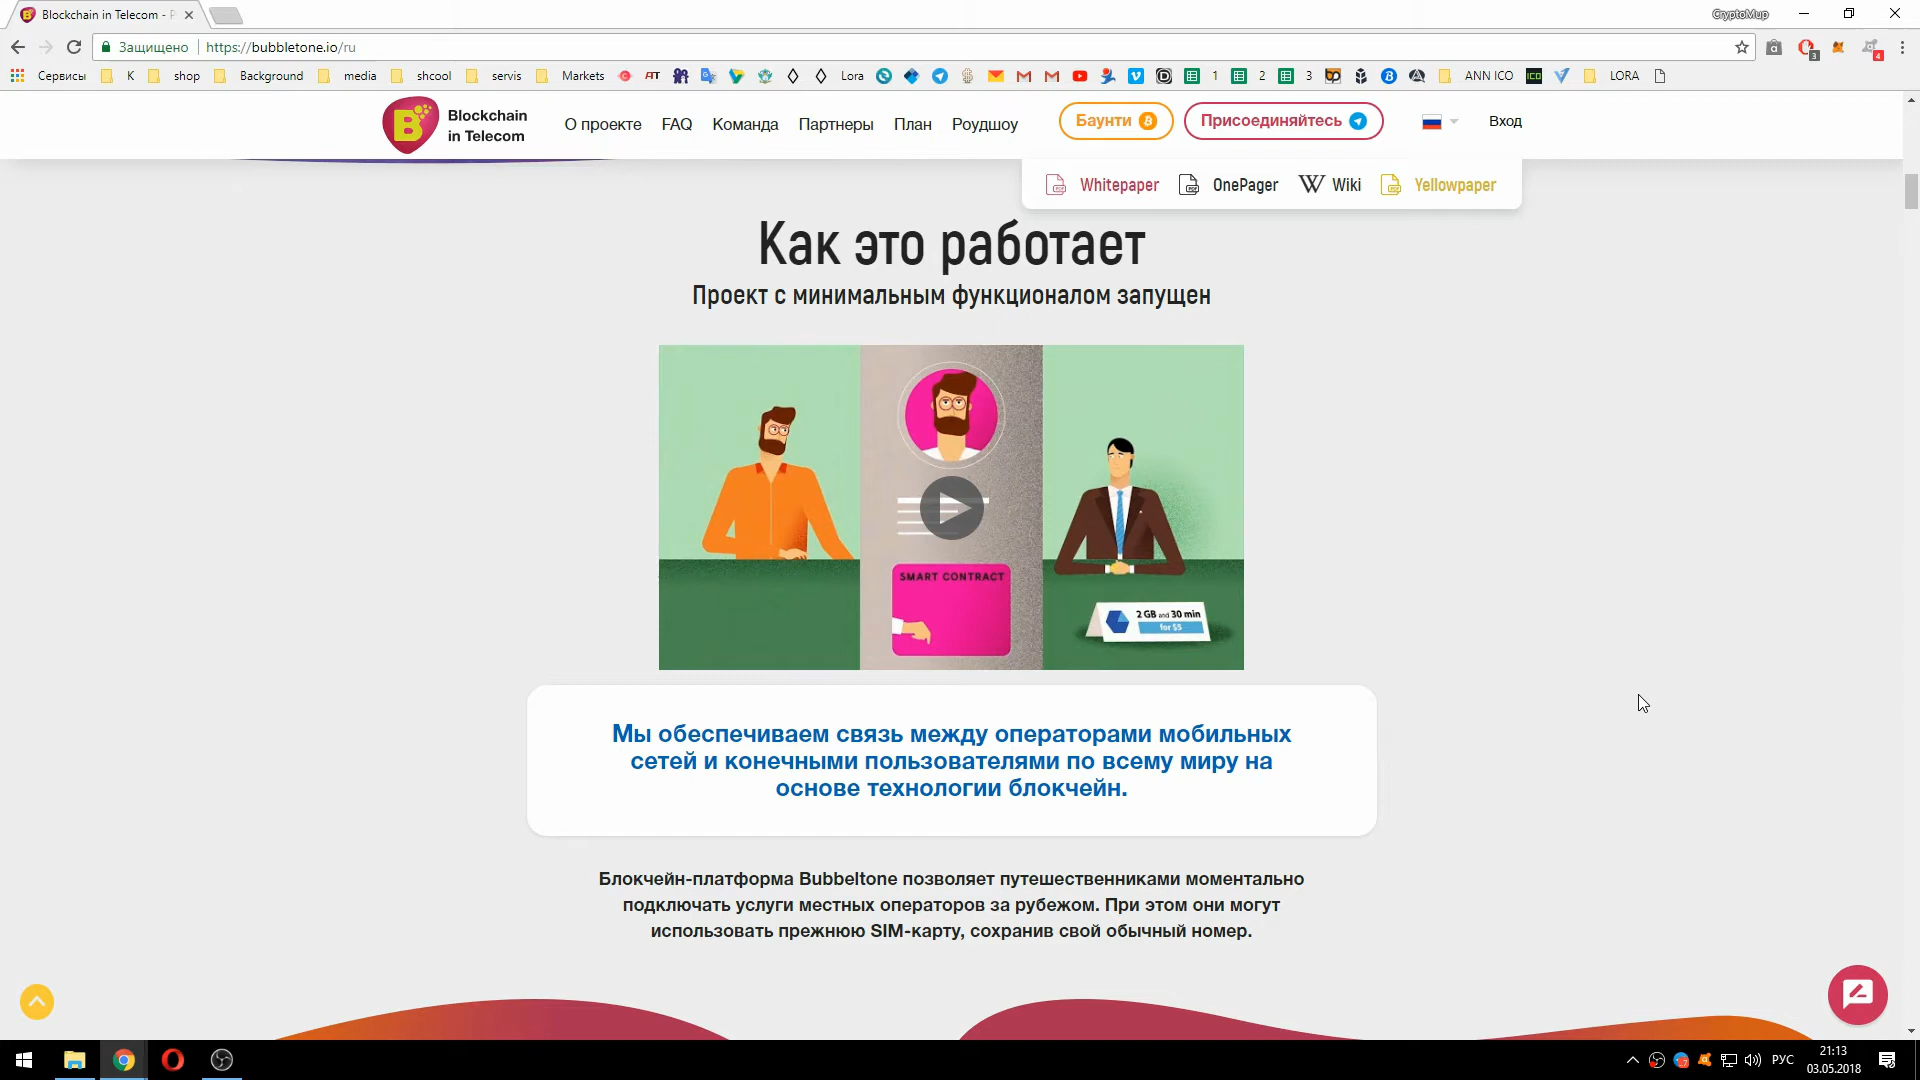 Blockchain in Telecom - P
CryptoMup
Защищено
https://bubbletone.io/ru
Сервисы
K
shop
Background
media
shcool
servis
Markets
Lora
1
2
3
ANN ICO
LORA
Blockchain
in Telecom
О проекте
FAQ
Команда
Партнеры
План
Роудшоу
Баунти
Присоединяйтесь
Вход
Whitepaper
OnePager
Wiki
Yellowpaper
Как это работает
Проект с минимальным функционалом запущен
SMART CONTRACT
2 GB and 30 min
for $5
Мы обеспечиваем связь между операторами мобильных
сетей и конечными пользователями по всему миру на
основе технологии блокчейн.
Блокчейн-платформа Bubbeltone позволяет путешественниками моментально
подключать услуги местных операторов за рубежом. При этом они могут
использовать прежнюю SIM-карту, сохранив свой обычный номер.
РУС
21:13
03.05.2018